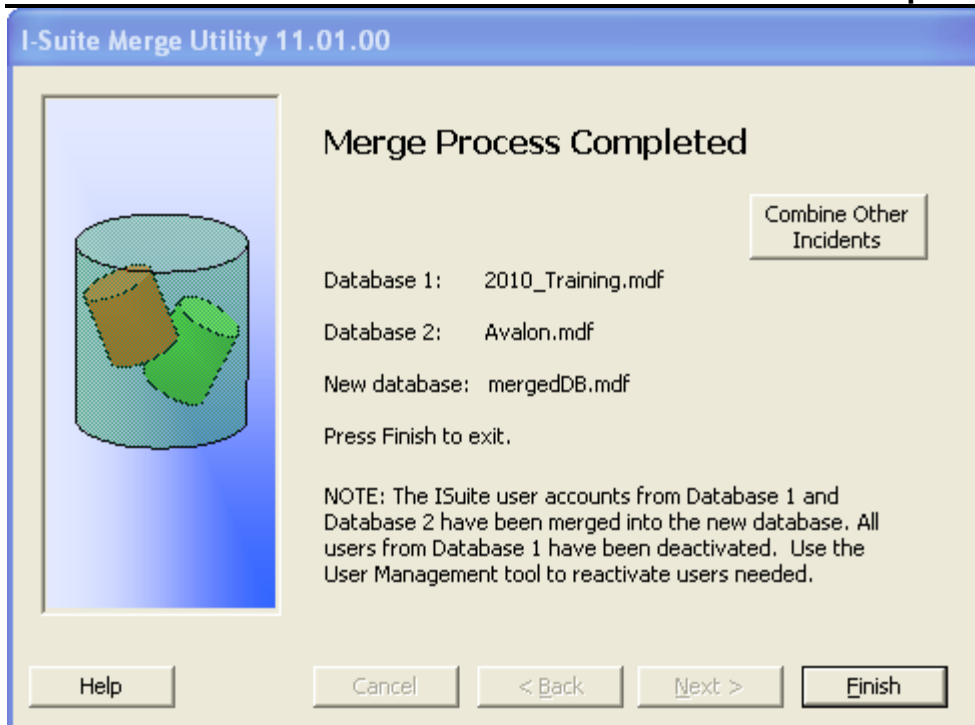 I-Suite Merge Utility 11.01.00
Merge Process Completed
Combine Other
Incidents
Database 1: 2010_Training.mdf
Database 2: Avalon.mdf
New database: mergedDB.mdf
Press Finish to exit.
NOTE: The ISuite user accounts from Database 1 and
Database 2 have been merged into the new database. All
users from Database 1 have been deactivated. Use the
User Management tool to reactivate users needed.
Help
Cancel
< Back
Next >
Finish